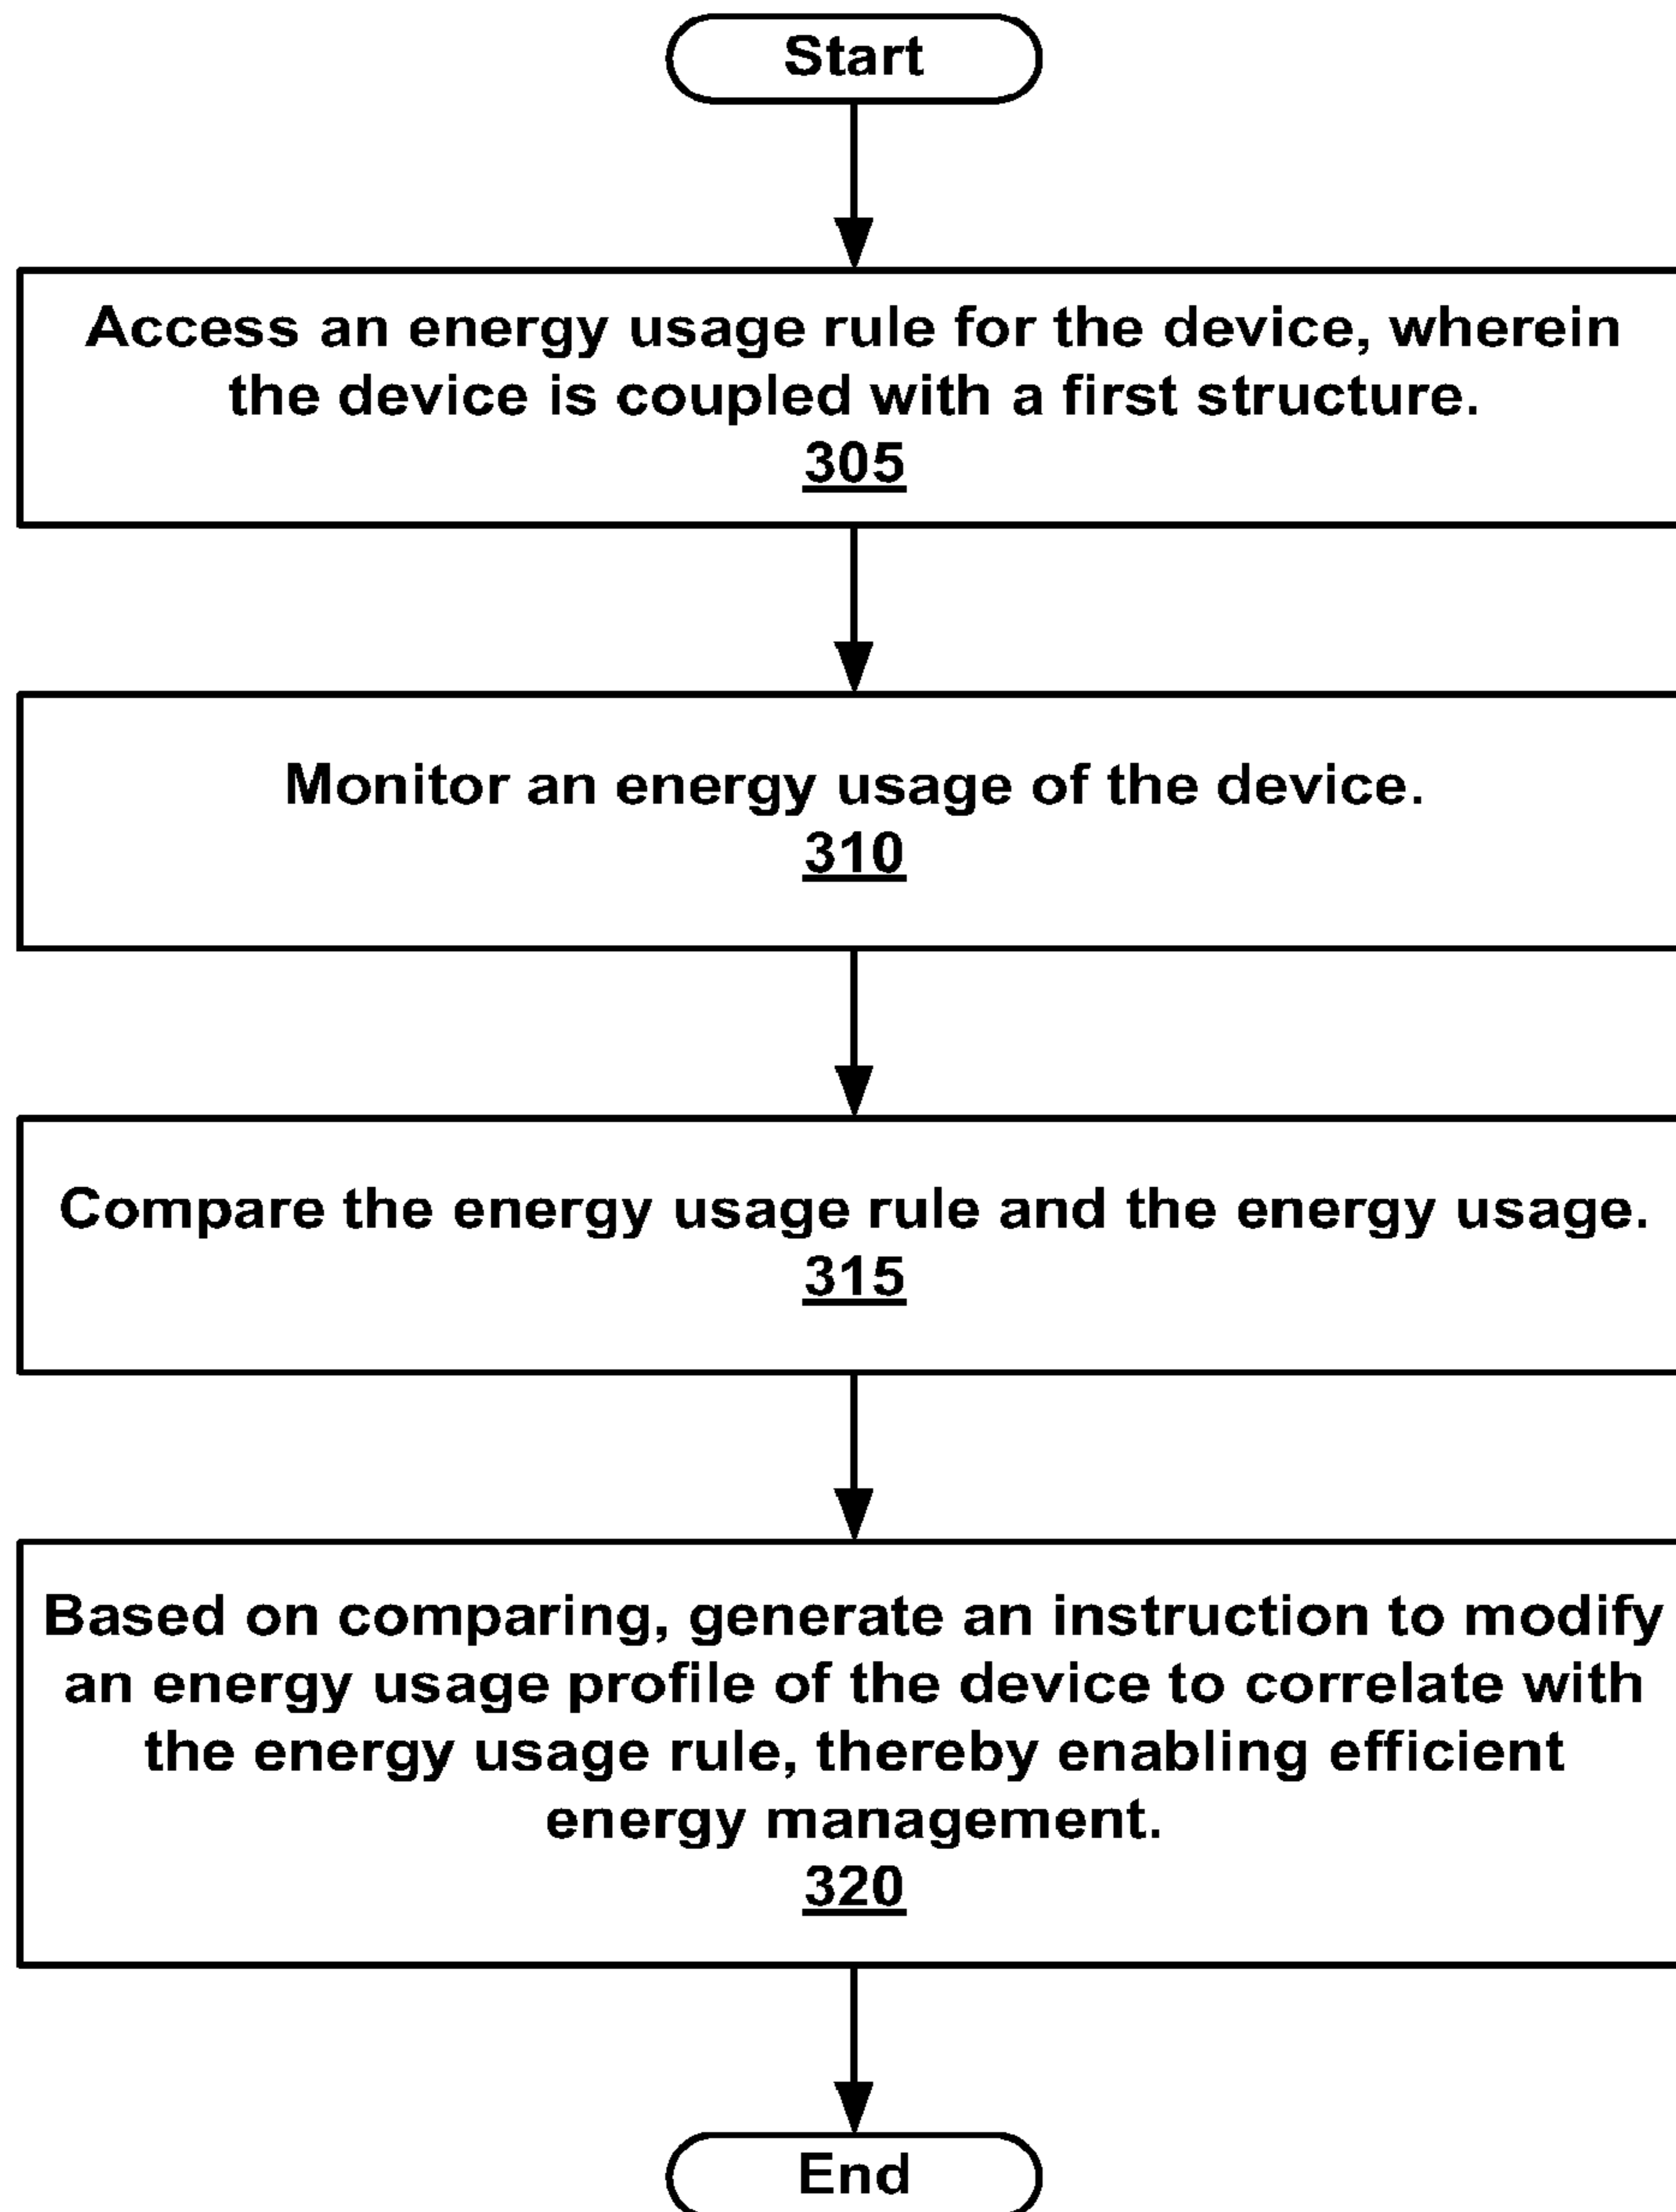 Start
Access an energy usage rule for the device, wherein
the device is coupled with a first structure.
305
Monitor an energy usage of the device.
310
Compare the energy usage rule and the energy usage.
315
Based on comparing, generate an instruction to modify
an energy usage profile of the device to correlate with
the energy usage rule, thereby enabling efficient
energy management.
320
End